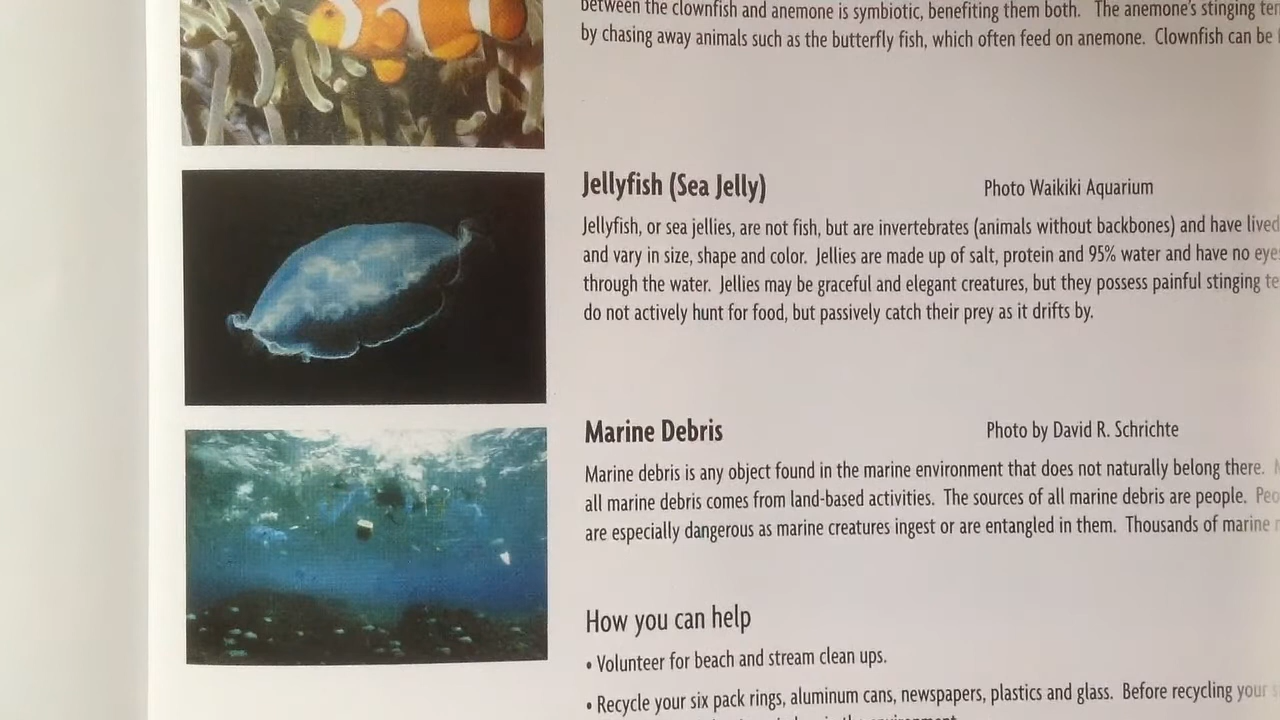 between the clownfish and anemone is symbiotic, benefiting them both. The anemone's stinging
by chasing away animals such as the butterfly fish, which often feed on anemone. Clownfish can be
Jellyfish (Sea Jelly)
Photo Waikiki Aquarium
Jellyfish, or sea jellies, are not fish, but are invertebrates (animals without backbones) and have lived
and vary in size, shape and color. Jellies are made up of salt, protein and 95% water and have no
through the water. Jellies may be graceful and elegant creatures, but they possess painful stinging
do not actively hunt for food, but passively catch their prey as it drifts by.
Marine Debris
Photo by David R. Schrichte
Marine debris is any object found in the marine environment that does not naturally belong there.
all marine debris comes from land-based activities. The sources of all marine debris are people.
are especially dangerous as marine creatures ingest or are entangled in them. Thousands of marine
How you can help
• Volunteer for beach and stream clean ups.
• Recycle your six pack rings, aluminum cans, newspapers, plastics and glass. Before recycling your